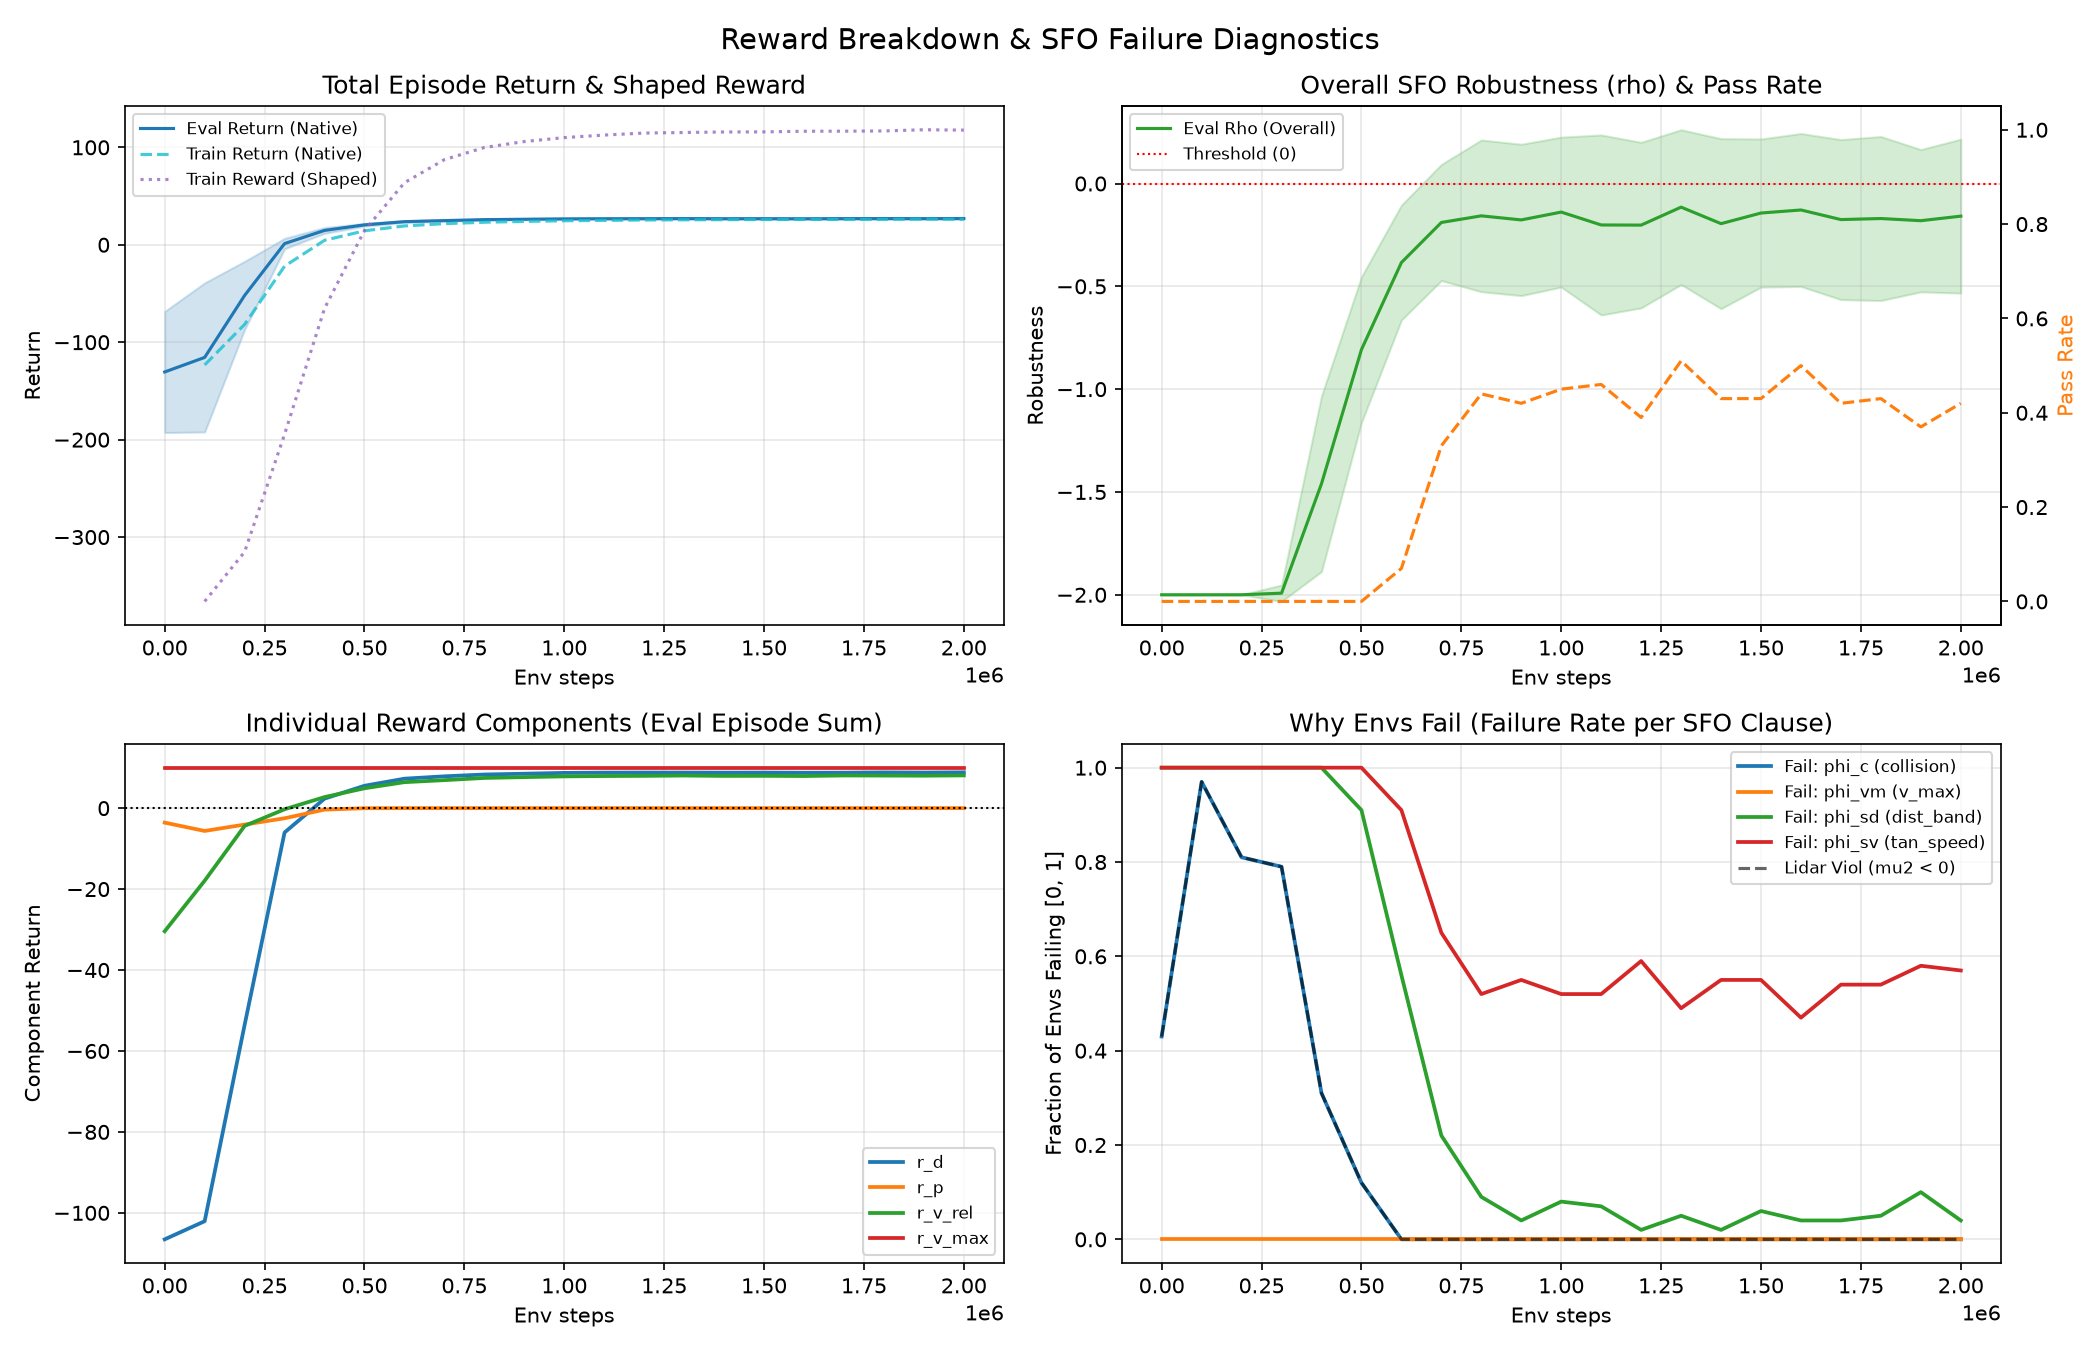 Reward Breakdown & SFO Failure Diagnostics
Total Episode Return & Shaped Reward
Eval Return (Native)
Train Return (Native)
Train Reward (Shaped)
100
0
−100
−200
−300
Return
0.00 0.25 0.50 0.75 1.00 1.25 1.50 1.75 2.00
Env steps
1e6
Overall SFO Robustness (rho) & Pass Rate
Eval Rho (Overall)
Threshold (0)
0.0
−0.5
−1.0
−1.5
−2.0
Robustness
1.0
0.8
0.6
0.4
0.2
0.0
Pass Rate
0.00 0.25 0.50 0.75 1.00 1.25 1.50 1.75 2.00
Env steps
1e6
Individual Reward Components (Eval Episode Sum)
0
−20
−40
−60
−80
−100
Component Return
r_d
r_p
r_v_rel
r_v_max
0.00 0.25 0.50 0.75 1.00 1.25 1.50 1.75 2.00
Env steps
1e6
Why Envs Fail (Failure Rate per SFO Clause)
Fail: phi_c (collision)
Fail: phi_vm (v_max)
Fail: phi_sd (dist_band)
Fail: phi_sv (tan_speed)
Lidar Viol (mu2 < 0)
1.0
0.8
0.6
0.4
0.2
0.0
Fraction of Envs Failing [0, 1]
0.00 0.25 0.50 0.75 1.00 1.25 1.50 1.75 2.00
Env steps
1e6